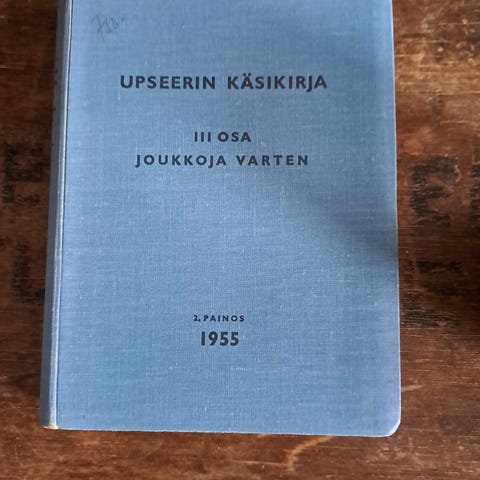 UPSEERIN KÄSIKIRJA
III OSA
JOUKKOJA VARTEN
2. PAINOS
1955